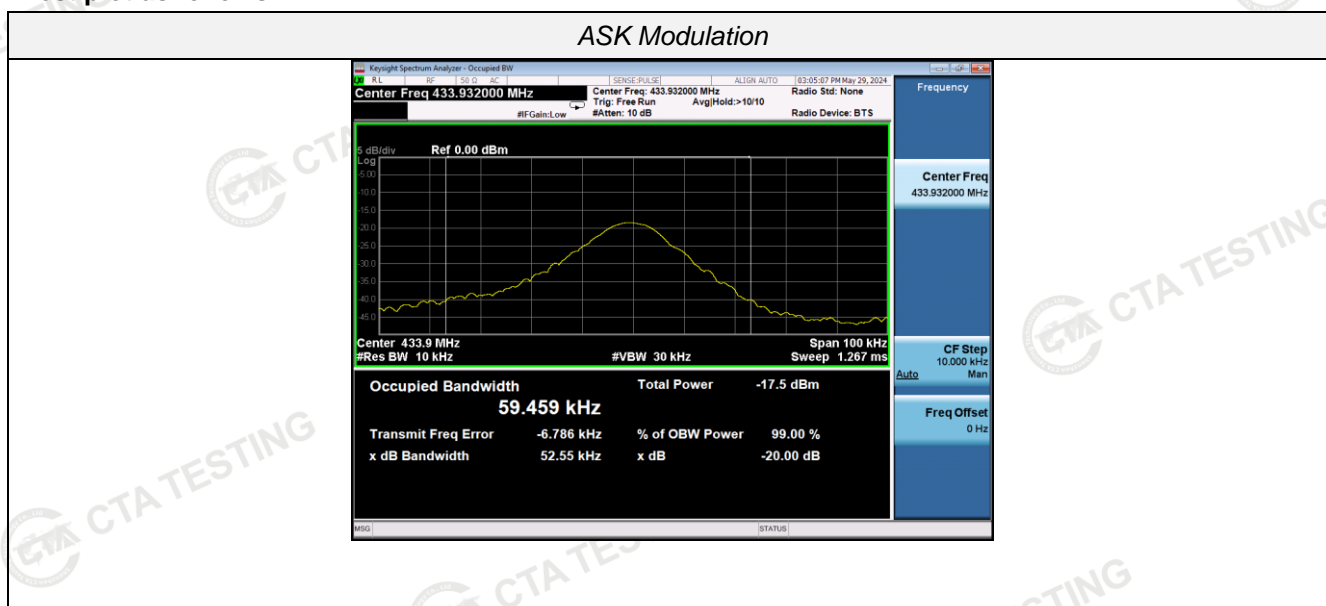 ASK Modulation
Keysight Spectrum Analyzer - Occupied BW
RL RF 50 Ω AC SENSE:PULSE ALIGN AUTO 03:05:07 PM May 29, 2024
Center Freq 433.932000 MHz
Center Freq: 433.932000 MHz
Radio Std: None
Trig: Free Run Avg|Hold:>10/10
#IFGain:Low #Atten: 10 dB Radio Device: BTS
5 dB/div Ref 0.00 dBm
Log
-5.00
-10.0
-15.0
-20.0
-25.0
-30.0
-35.0
-40.0
-45.0
Center 433.9 MHz Span 100 kHz
#Res BW 10 kHz #VBW 30 kHz Sweep 1.267 ms
Occupied Bandwidth Total Power -17.5 dBm
59.459 kHz
Transmit Freq Error -6.786 kHz % of OBW Power 99.00 %
x dB Bandwidth 52.55 kHz x dB -20.00 dB
MSG STATUS
Frequency
Center Freq
433.932000 MHz
CF Step
10.000 kHz
Auto Man
Freq Offset
0 Hz
CTA TESTING
CTA TESTING
CTA TES
TING